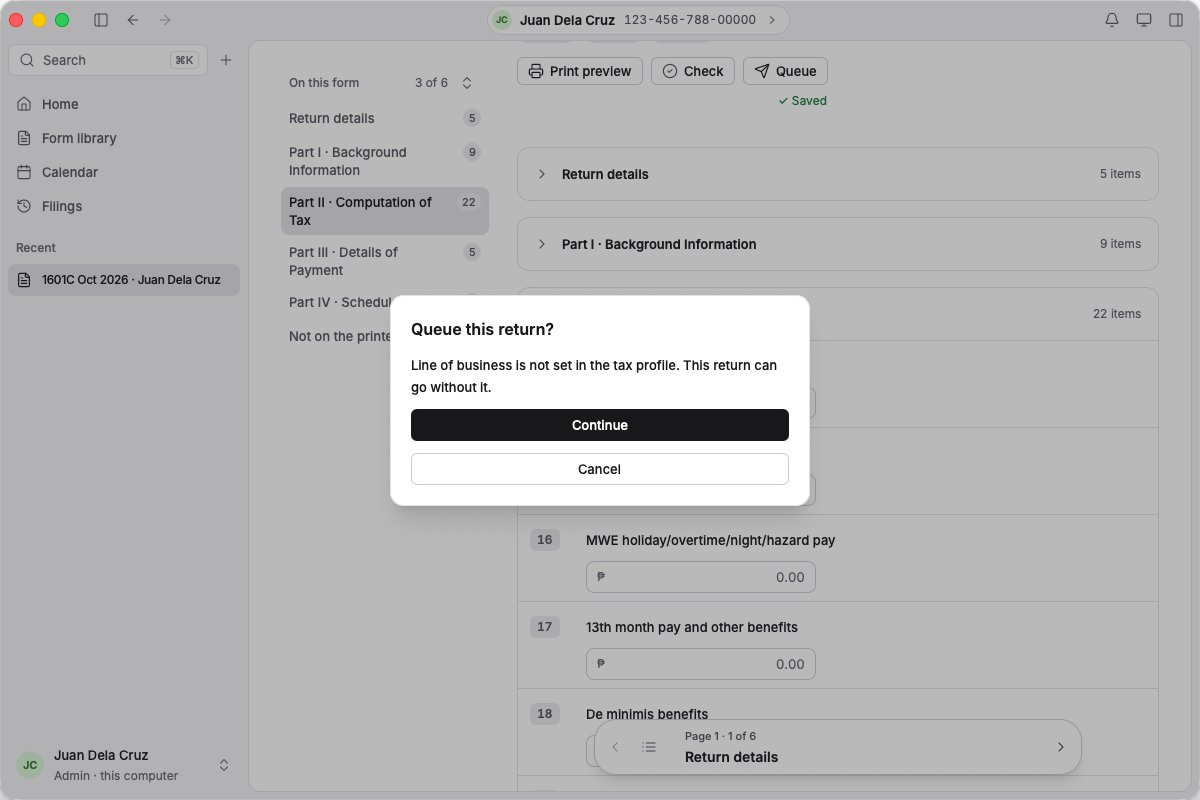 JC Juan Dela Cruz 123-456-788-00000
Search ⌘K
Home
Form library
Calendar
Filings
Recent
1601C Oct 2026 · Juan Dela Cruz
On this form 3 of 6
Return details 5
Part I · Background Information 9
Part II · Computation of Tax 22
Part III · Details of Payment 5
Part IV ·
Not on the
Print preview Check Queue
Saved
Return details 5 items
Part I · Background Information 9 items
22 items
Queue this return?
Line of business is not set in the tax profile. This return can
go without it.
Continue
Cancel
16 MWE holiday/overtime/night/hazard pay
₱ 0.00
17 13th month pay and other benefits
₱ 0.00
18 De minimis benefits
Page 1 · 1 of 6
Return details
JC Juan Dela Cruz
Admin · this computer